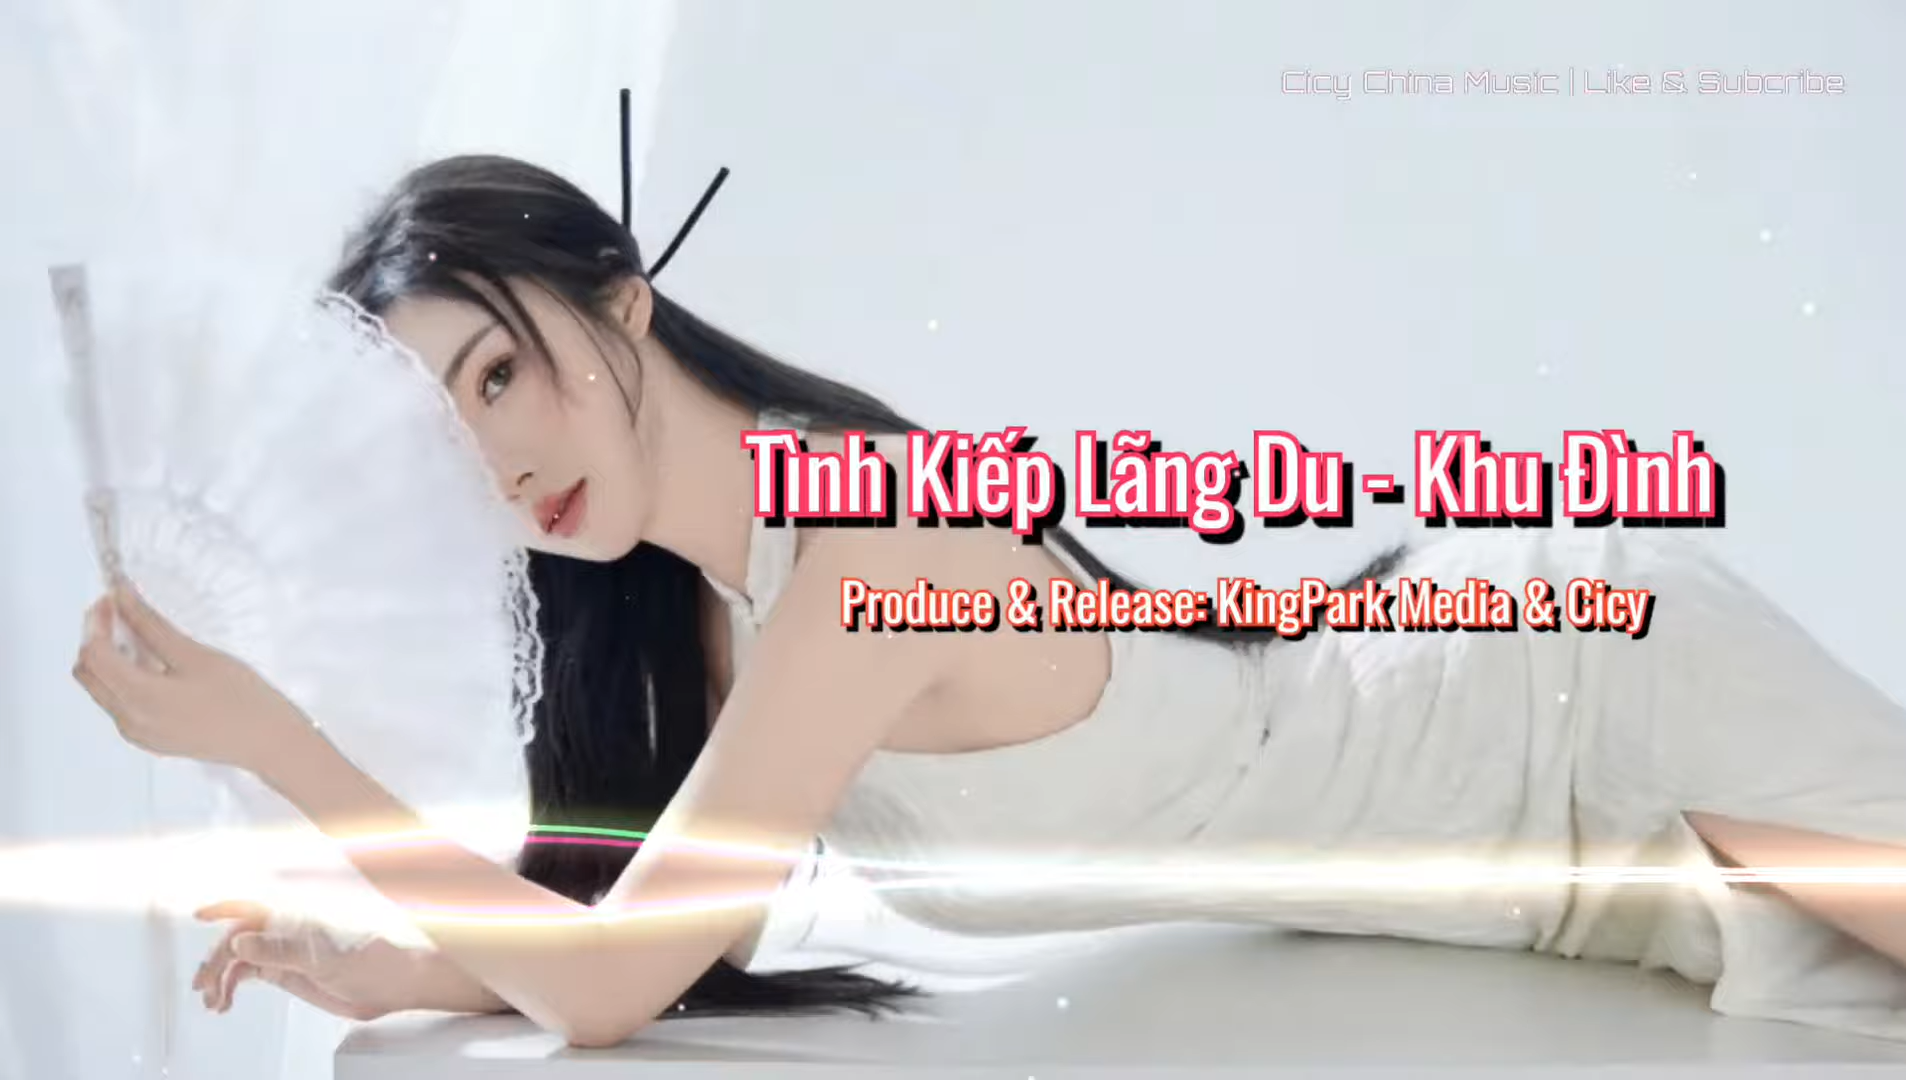 Cicy China Music | Like & Subcribe
Tình Kiếp Lãng Du - Khu Đình
Produce & Release: KingPark Media & Cicy